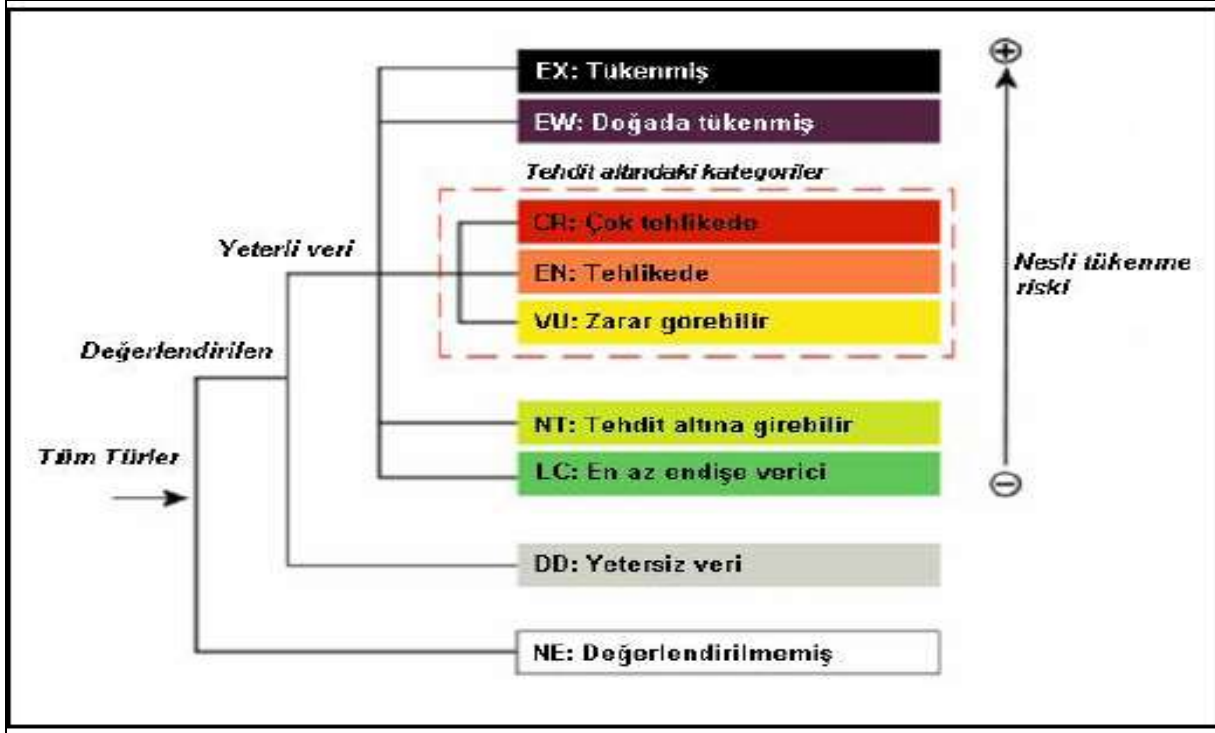 EX: Tükenmiş
EW: Doğada tükenmiş
Tehdit altındaki kategoriler
CR: Çok tehlikede
Yeterli veri
EN: Tehlikede
Nesli tükenme
riski
VU: Zarar görebilir
Değerlendirilen
NT: Tehdit altına girebilir
Tüm Türler
LC: En az endişe verici
DD: Yetersiz veri
NE: Değerlendirilmemiş